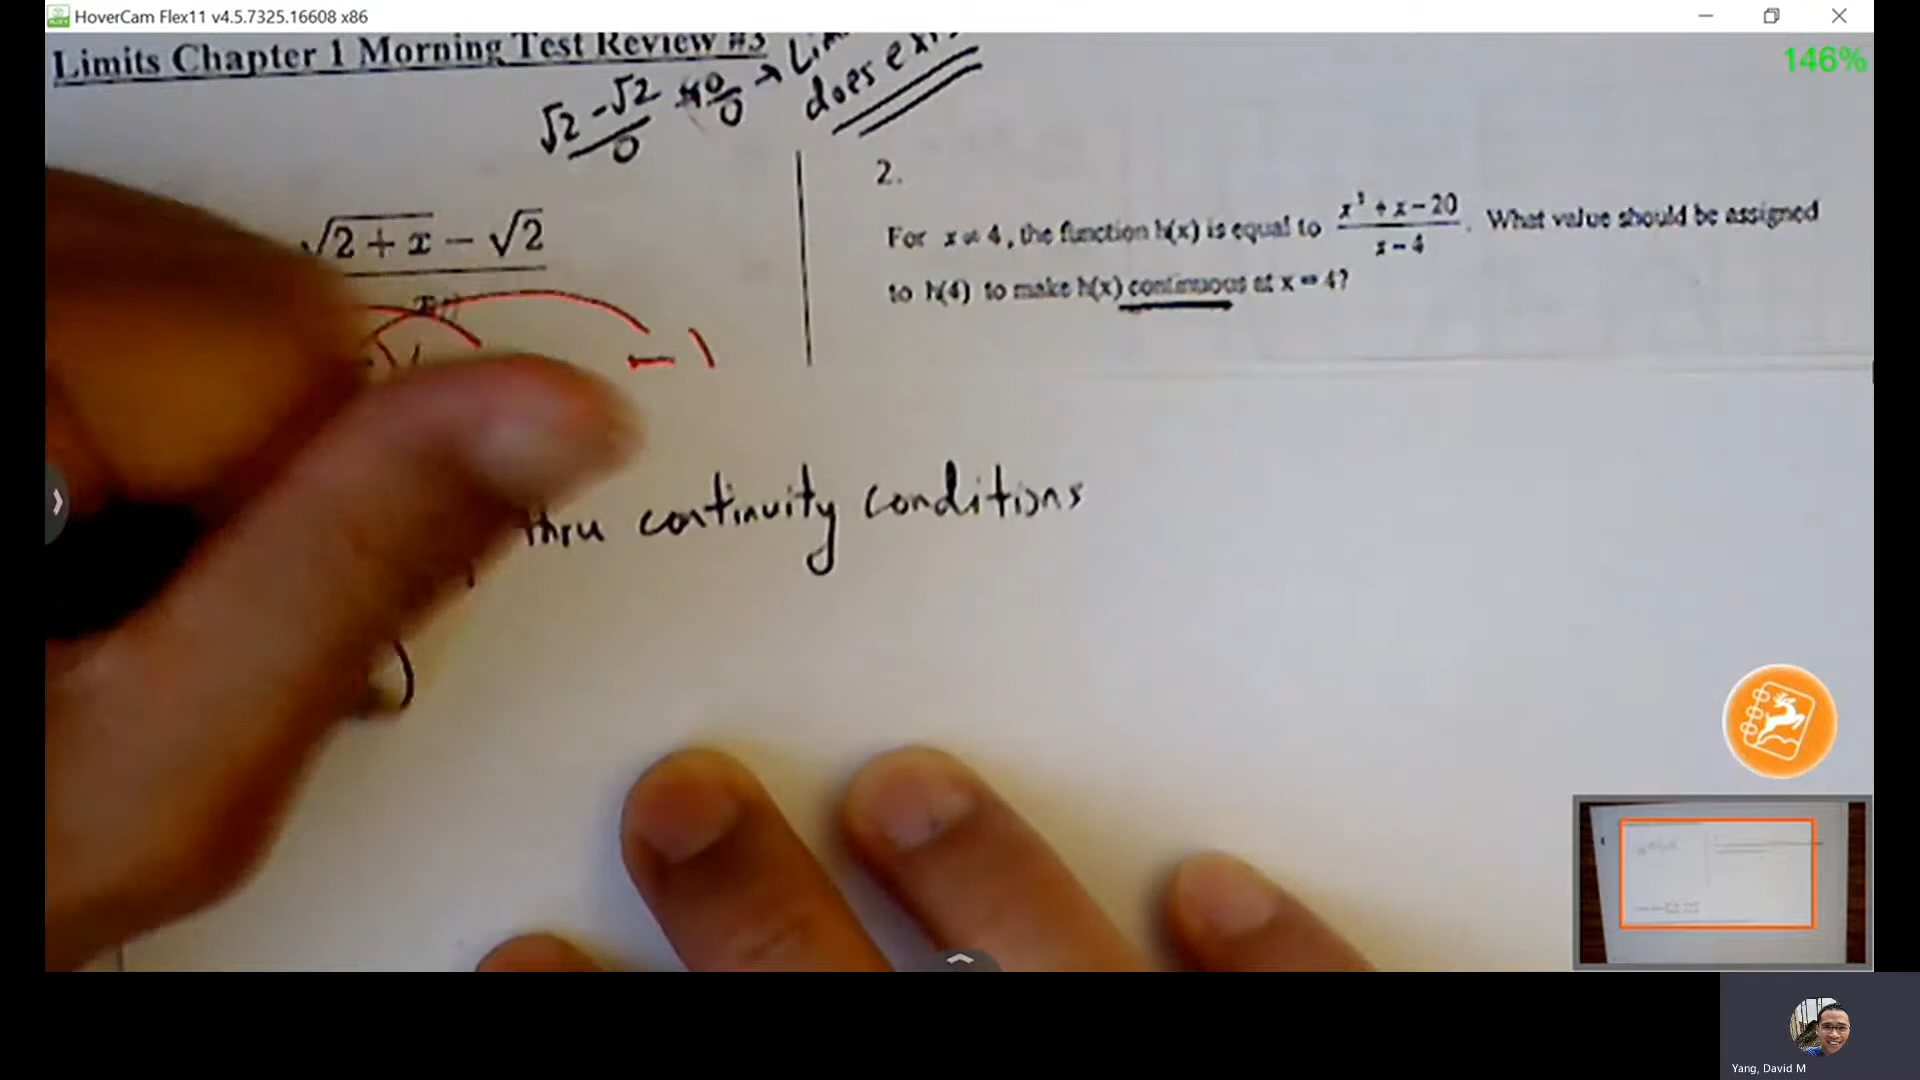 HoverCam Flex11 v4.5.7325.16608 x86
Limits Chapter 1 Morning Test Review #3
146%
√2 - √2 / 0
0/0 → Lim
does exi
√(2 + x) - √2
x
2.
For x ≠ 4, the function h(x) is equal to (x² + x - 20)/(x - 4). What value should be assigned
to h(4) to make h(x) continuous at x = 4?
thru continuity conditions
Yang, David M